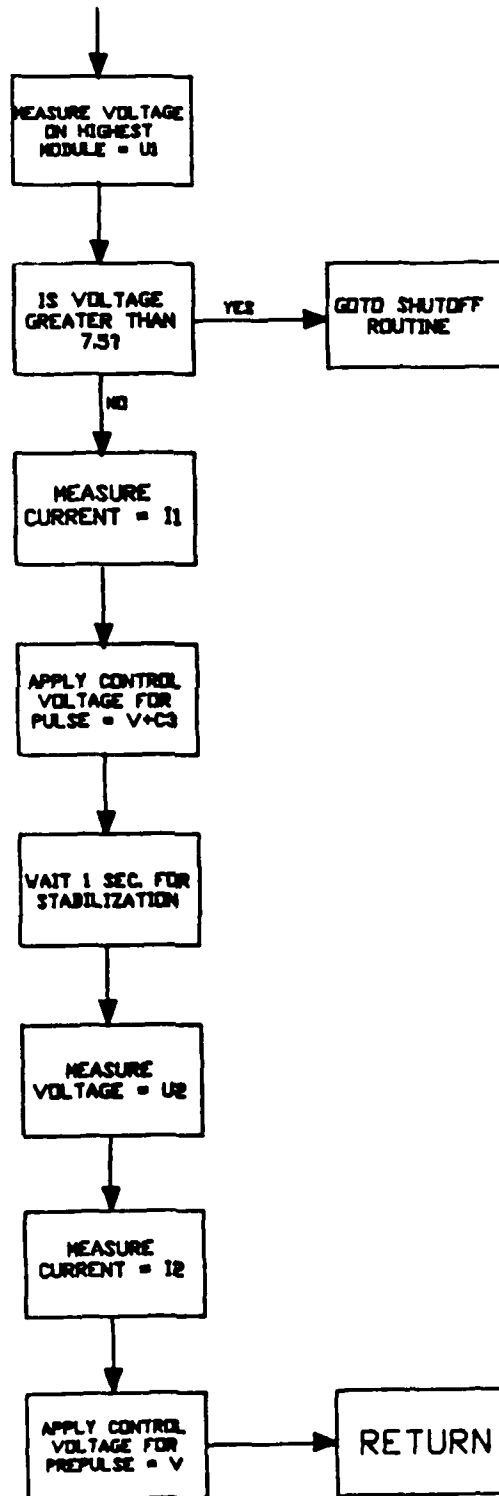 MEASURE VOLTAGE
ON HIGHEST
MODULE = U1
IS VOLTAGE
GREATER THAN
7.5?
YES
GOTO SHUTOFF
ROUTINE
NO
MEASURE
CURRENT = I1
APPLY CONTROL
VOLTAGE FOR
PULSE = V+C3
WAIT 1 SEC. FOR
STABILIZATION
MEASURE
VOLTAGE = U2
MEASURE
CURRENT = I2
APPLY CONTROL
VOLTAGE FOR
PREPULSE = V
RETURN